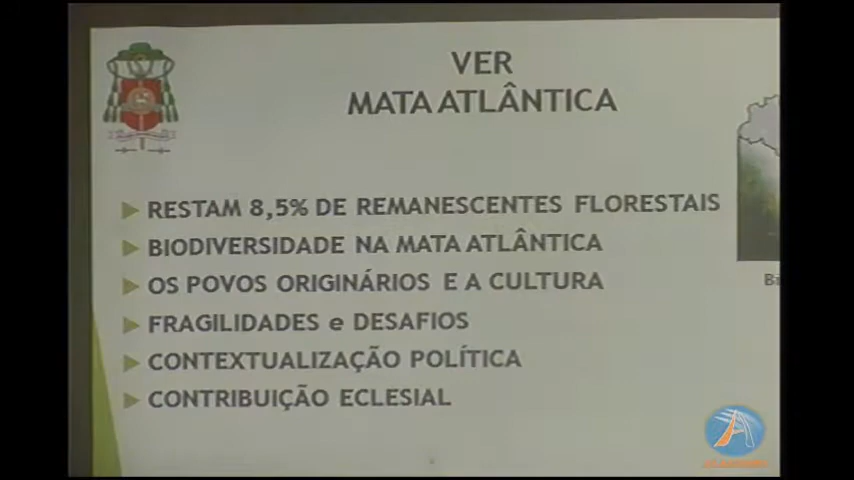 VER
MATA ATLÂNTICA
RESTAM 8,5% DE REMANESCENTES FLORESTAIS
BIODIVERSIDADE NA MATA ATLÂNTICA
OS POVOS ORIGINÁRIOS E A CULTURA
FRAGILIDADES e DESAFIOS
CONTEXTUALIZAÇÃO POLÍTICA
CONTRIBUIÇÃO ECLESIAL
Bi